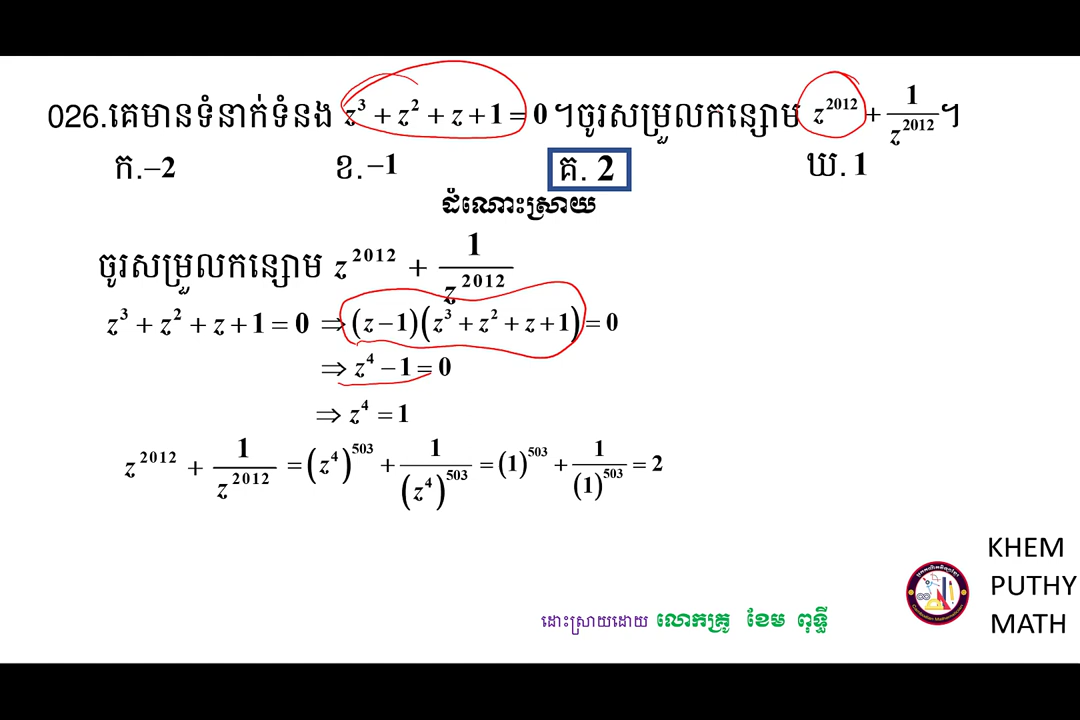 026.គេមានទំនាក់ទំនង z³ + z² + z + 1 = 0 ។ចូរសម្រួលកន្សោម z²⁰¹² + 1/z²⁰¹² ។
ក.−2 ខ.−1 គ. 2 ឃ.1
ដំណោះស្រាយ
ចូរសម្រួលកន្សោម z²⁰¹² + 1/z²⁰¹²
z³ + z² + z + 1 = 0 ⇒ (z − 1)(z³ + z² + z + 1) = 0
⇒ z⁴ − 1 = 0
⇒ z⁴ = 1
z²⁰¹² + 1/z²⁰¹² = (z⁴)⁵⁰³ + 1/(z⁴)⁵⁰³ = (1)⁵⁰³ + 1/(1)⁵⁰³ = 2
KHEM
PUTHY
MATH
ដោះស្រាយដោយ លោកគ្រូ ខែម ពុទ្ធី